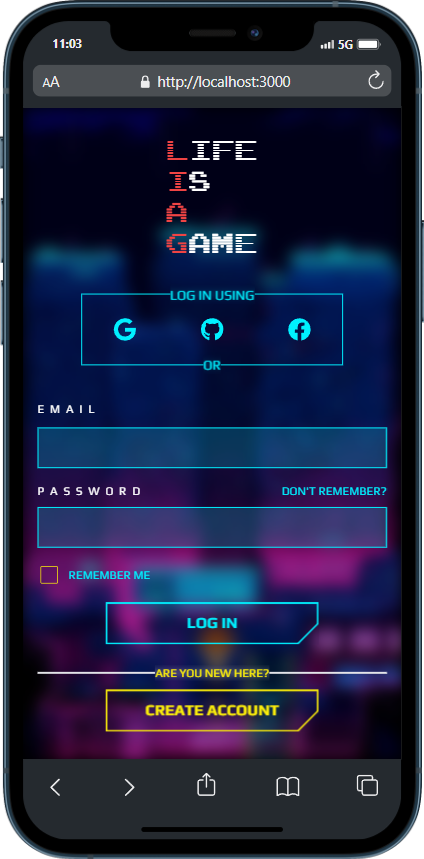 11:03
5G
AA
http://localhost:3000
LIFE
IS
A
GAME
LOG IN USING
OR
EMAIL
PASSWORD
DON'T REMEMBER?
REMEMBER ME
LOG IN
ARE YOU NEW HERE?
CREATE ACCOUNT